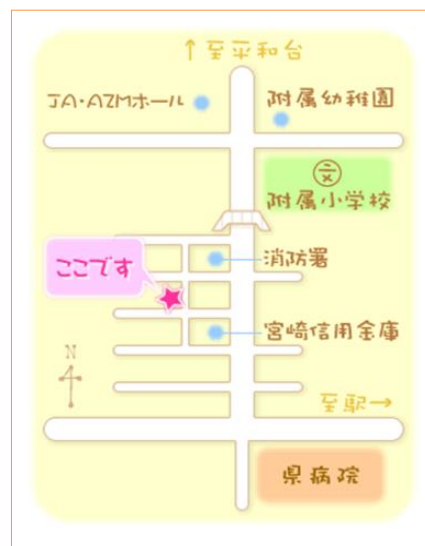 ↑至平和台
JA・AZMホール
附属幼稚園
文
附属小学校
ここです
消防署
宮崎信用金庫
N
至駅→
県病院